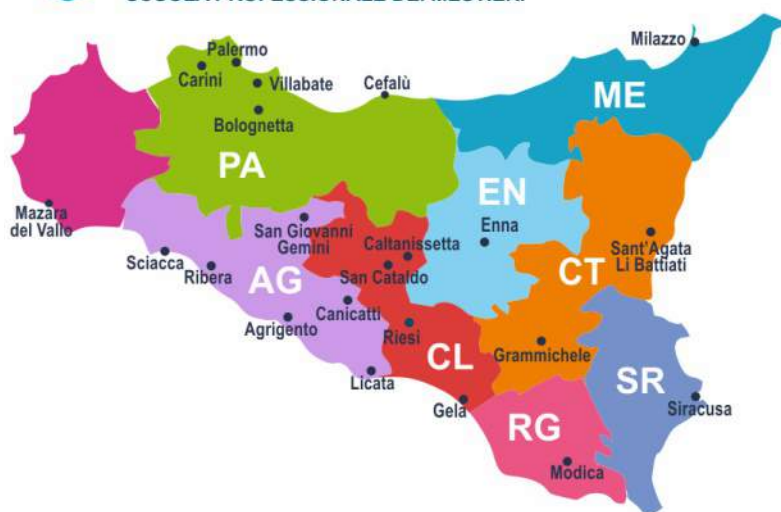 Palermo
Milazzo
Carini
Villabate
Cefalù
ME
Bolognetta
PA
EN
Mazara
del Vallo
San Giovanni
Gemini
Enna
Caltanissetta
Sant'Agata
Li Battiati
Sciacca
Ribera
AG
San Cataldo
CT
Canicatti
Agrigento
Riesi
CL
Grammichele
Licata
SR
Gela
Siracusa
RG
Modica